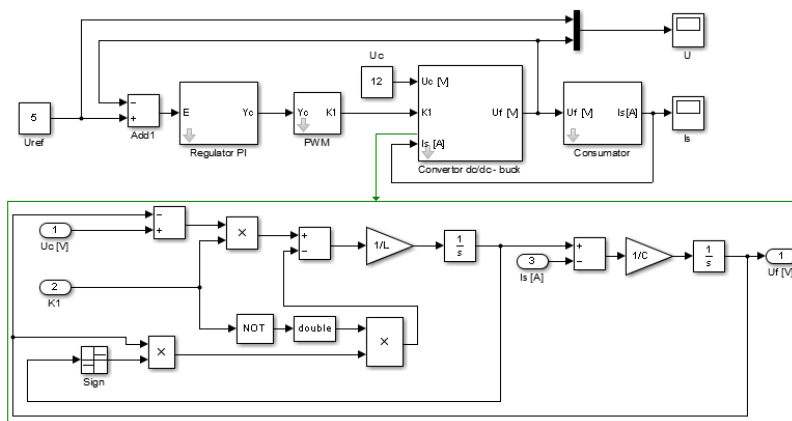 U
Uc
12
Uc [V]
5
Uref
Add1
E
Yc
Regulator PI
Yc
K1
PWM
K1
Is [A]
Uf [V]
Convertor dc/dc- buck
Uf [V]
Is[A]
Consumator
Is
1
Uc [V]
×
1/L
1
s
3
Is [A]
1/C
1
s
1
Uf [V]
2
K1
NOT
double
×
×
Sign